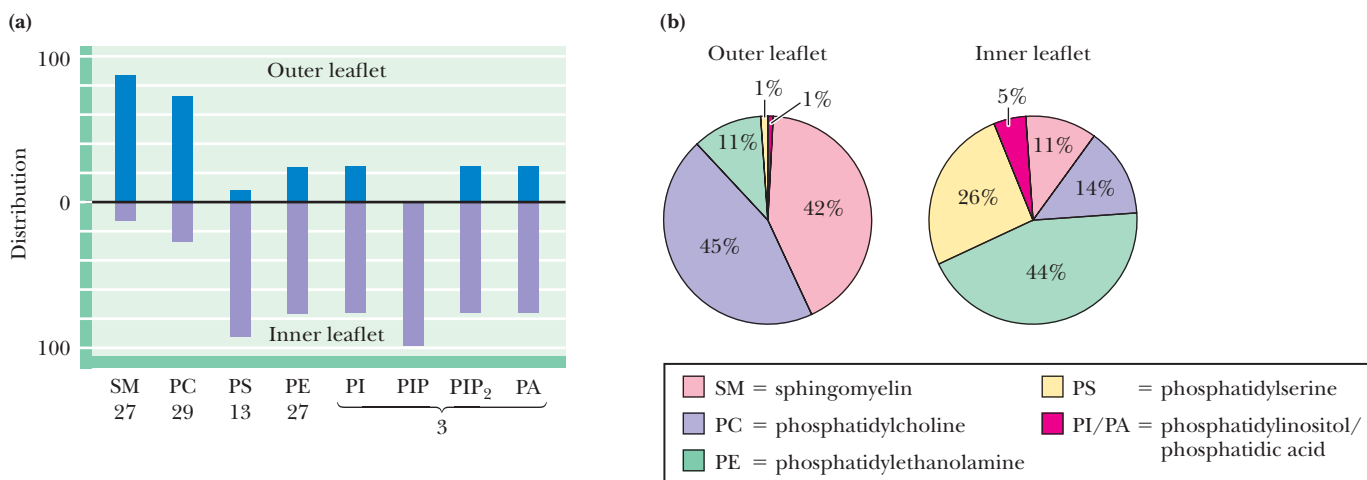 (a)
100
Outer leaflet
0
Distribution
Inner leaflet
100
SM PC PS PE PI PIP PIP₂ PA
27 29 13 27
3
(b)
Outer leaflet
1%
1%
11%
42%
45%
Inner leaflet
5%
11%
14%
26%
44%
SM = sphingomyelin
PC = phosphatidylcholine
PE = phosphatidylethanolamine
PS = phosphatidylserine
PI/PA = phosphatidylinositol/
phosphatidic acid